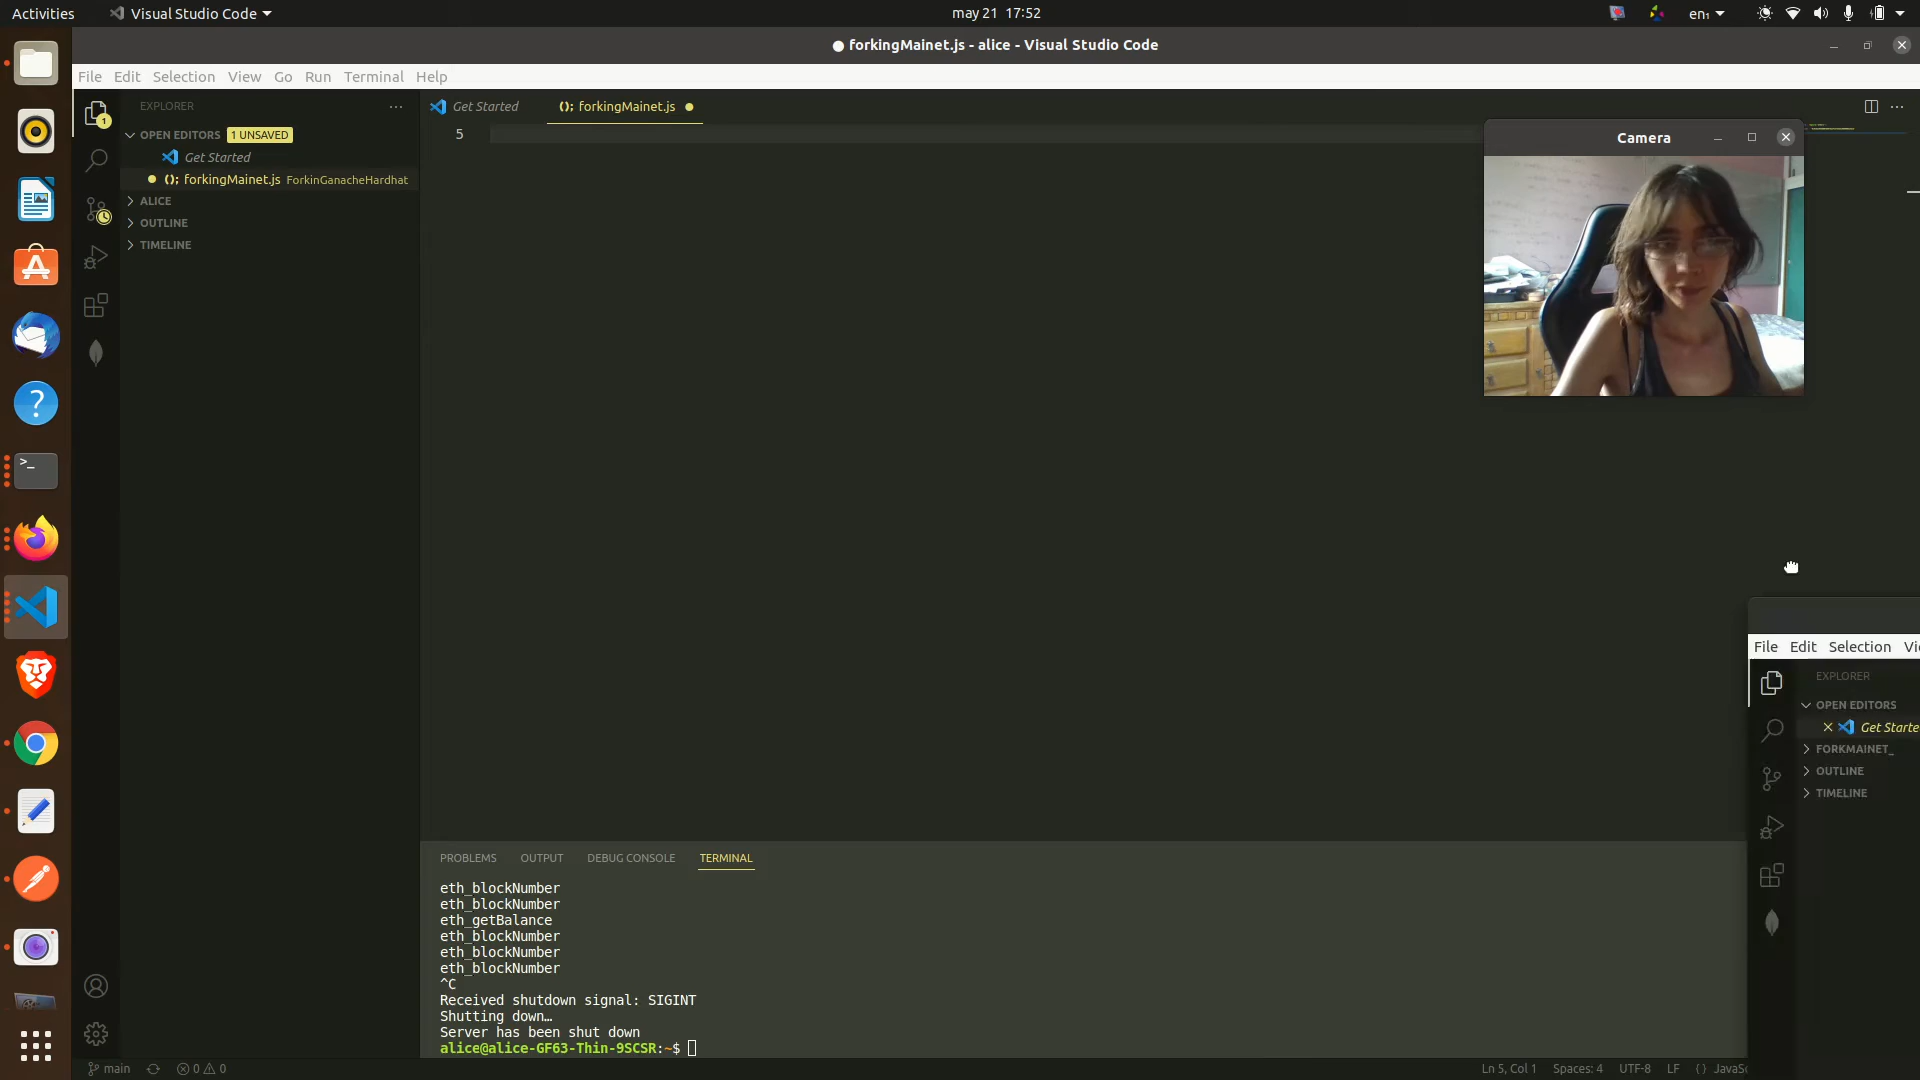 Activities
Visual Studio Code
may 21 17:52
en₁
● forkingMainet.js - alice - Visual Studio Code
File Edit Selection View Go Run Terminal Help
EXPLORER
Get Started
forkingMainet.js
OPEN EDITORS
1 UNSAVED
Get Started
forkingMainet.js ForkinGanacheHardhat
ALICE
OUTLINE
TIMELINE
5
Camera
File Edit Selection
EXPLORER
OPEN EDITORS
Get Starte
FORKMAINET_
OUTLINE
TIMELINE
PROBLEMS OUTPUT DEBUG CONSOLE TERMINAL
eth_blockNumber
eth_blockNumber
eth_getBalance
eth_blockNumber
eth_blockNumber
eth_blockNumber
^C
Received shutdown signal: SIGINT
Shutting down…
Server has been shut down
alice@alice-GF63-Thin-9SCSR:~$
main
0 0
Ln 5, Col 1 Spaces: 4 UTF-8 LF {} JavaSc